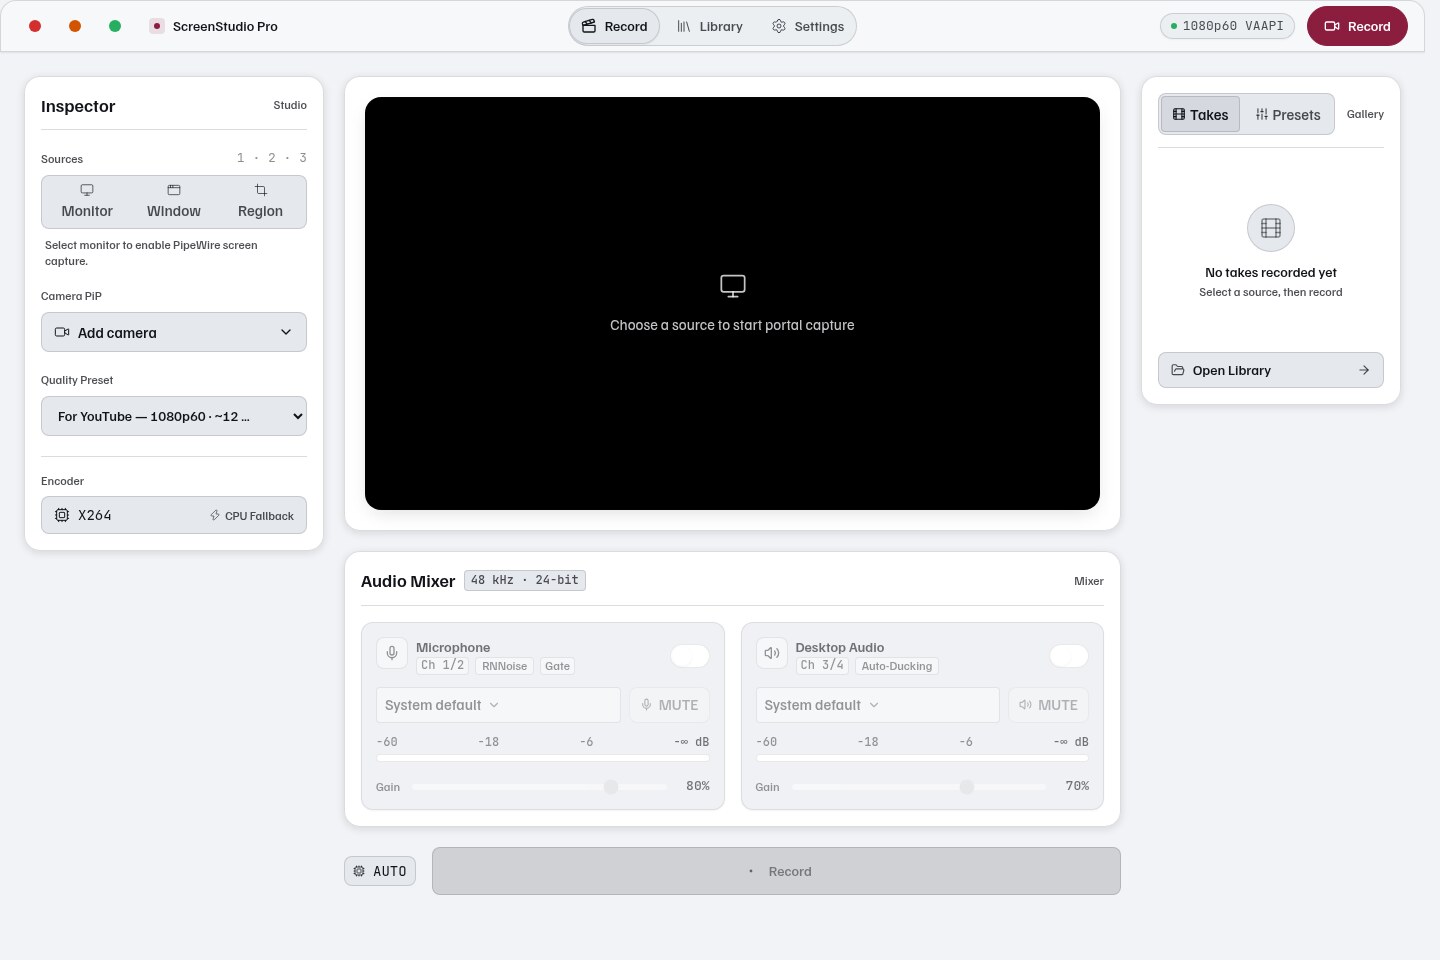 ScreenStudio Pro
Record
Library
Settings
1080p60 VAAPI
Record
Inspector
Studio
Sources
1 · 2 · 3
Monitor
Window
Region
Select monitor to enable PipeWire screen
capture.
Camera PiP
Add camera
Quality Preset
For YouTube — 1080p60 · ~12 ...
Encoder
X264
CPU Fallback
Choose a source to start portal capture
Audio Mixer
48 kHz · 24-bit
Mixer
Microphone
Ch 1/2
RNNoise
Gate
System default
MUTE
-60
-18
-6
-∞ dB
Gain
80%
Desktop Audio
Ch 3/4
Auto-Ducking
System default
MUTE
-60
-18
-6
-∞ dB
Gain
70%
AUTO
Record
Takes
Presets
Gallery
No takes recorded yet
Select a source, then record
Open Library